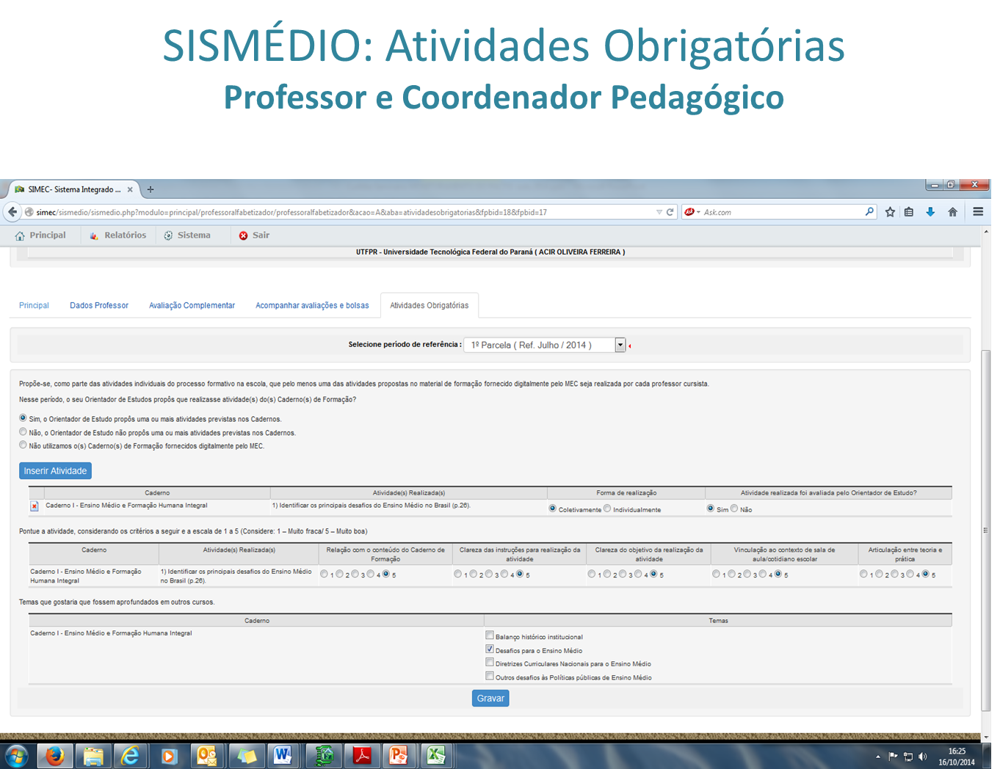 SISMÉDIO: Atividades Obrigatórias
Professor e Coordenador Pedagógico
SIMEC- Sistema Integrado ...
simec/sismedio/sismedio.php?modulo=principal/professoralfabetizador/professoralfabetizador&acao=A&aba=atividadesobrigatorias&fpbid=18&fpbid=17
Ask.com
Principal Relatórios Sistema Sair
UTFPR - Universidade Tecnológica Federal do Paraná ( ACIR OLIVEIRA FERREIRA )
Principal Dados Professor Avaliação Complementar Acompanhar avaliações e bolsas Atividades Obrigatórias
Selecione período de referência : 1º Parcela ( Ref. Julho / 2014 )
Propõe-se, como parte das atividades individuais do processo formativo na escola, que pelo menos uma das atividades propostas no material de formação fornecido digitalmente pelo MEC seja realizada por cada professor cursista.
Nesse período, o seu Orientador de Estudos propôs que realizasse atividade(s) do(s) Caderno(s) de Formação?
Sim, o Orientador de Estudo propôs uma ou mais atividades previstas nos Cadernos.
Não, o Orientador de Estudo não propôs uma ou mais atividades previstas nos Cadernos.
Não utilizamos o(s) Caderno(s) de Formação fornecidos digitalmente pelo MEC.
Inserir Atividade
Caderno Atividade(s) Realizada(s) Forma de realização Atividade realizada foi avaliada pelo Orientador de Estudo?
Caderno I - Ensino Médio e Formação Humana Integral 1) Identificar os principais desafios do Ensino Médio no Brasil (p.26). Coletivamente Individualmente Sim Não
Pontue a atividade, considerando os critérios a seguir e a escala de 1 a 5 (Considere: 1 – Muito fraca/ 5 – Muito boa)
Caderno Atividade(s) Realizada(s) Relação com o conteúdo do Caderno de Clareza das instruções para realização da Clareza do objetivo da realização da Vinculação ao contexto de sala de Articulação entre teoria e
Formação atividade atividade aula/cotidiano escolar prática
Caderno I - Ensino Médio e Formação 1) Identificar os principais desafios do Ensino Médio 1 2 3 4 5 1 2 3 4 5 1 2 3 4 5 1 2 3 4 5 1 2 3 4 5
Humana Integral no Brasil (p.26).
Temas que gostaria que fossem aprofundados em outros cursos.
Caderno Temas
Caderno I - Ensino Médio e Formação Humana Integral Balanço histórico institucional
Desafios para o Ensino Médio
Diretrizes Curriculares Nacionais para o Ensino Médio
Outros desafios às Políticas públicas de Ensino Médio
Gravar
16:25
16/10/2014